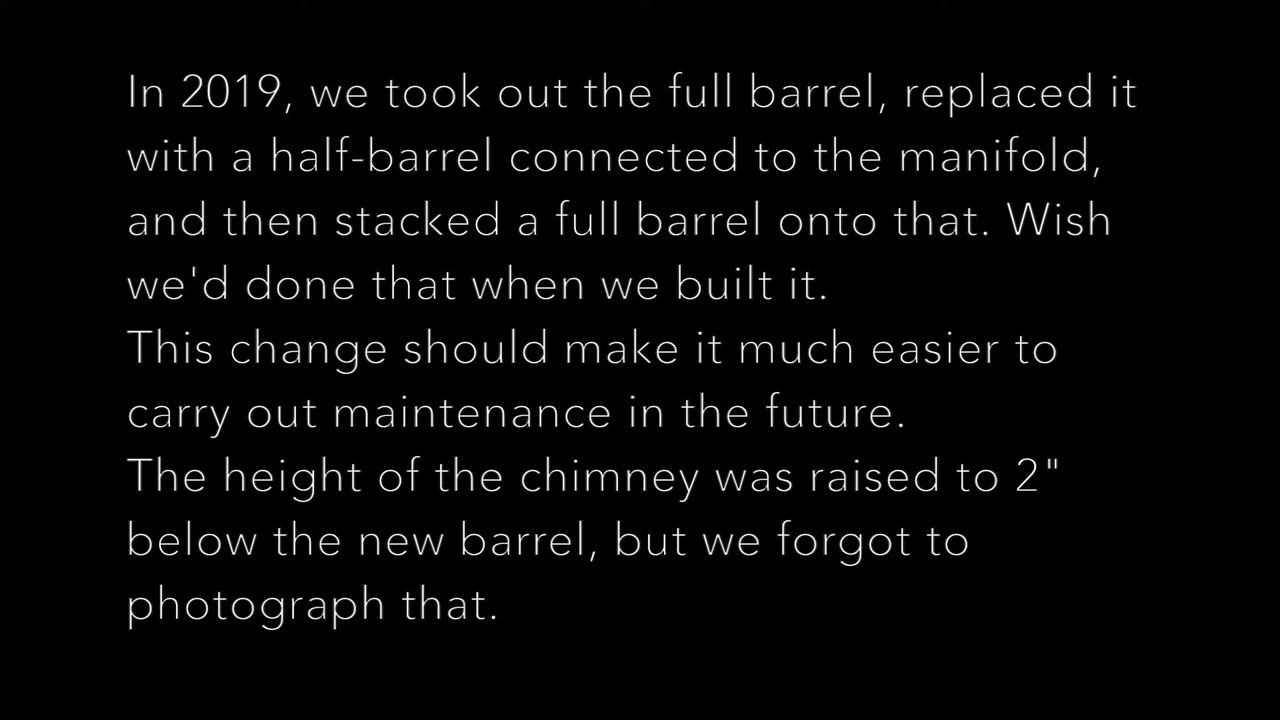 In 2019, we took out the full barrel, replaced it
with a half-barrel connected to the manifold,
and then stacked a full barrel onto that. Wish
we'd done that when we built it.
This change should make it much easier to
carry out maintenance in the future.
The height of the chimney was raised to 2"
below the new barrel, but we forgot to
photograph that.